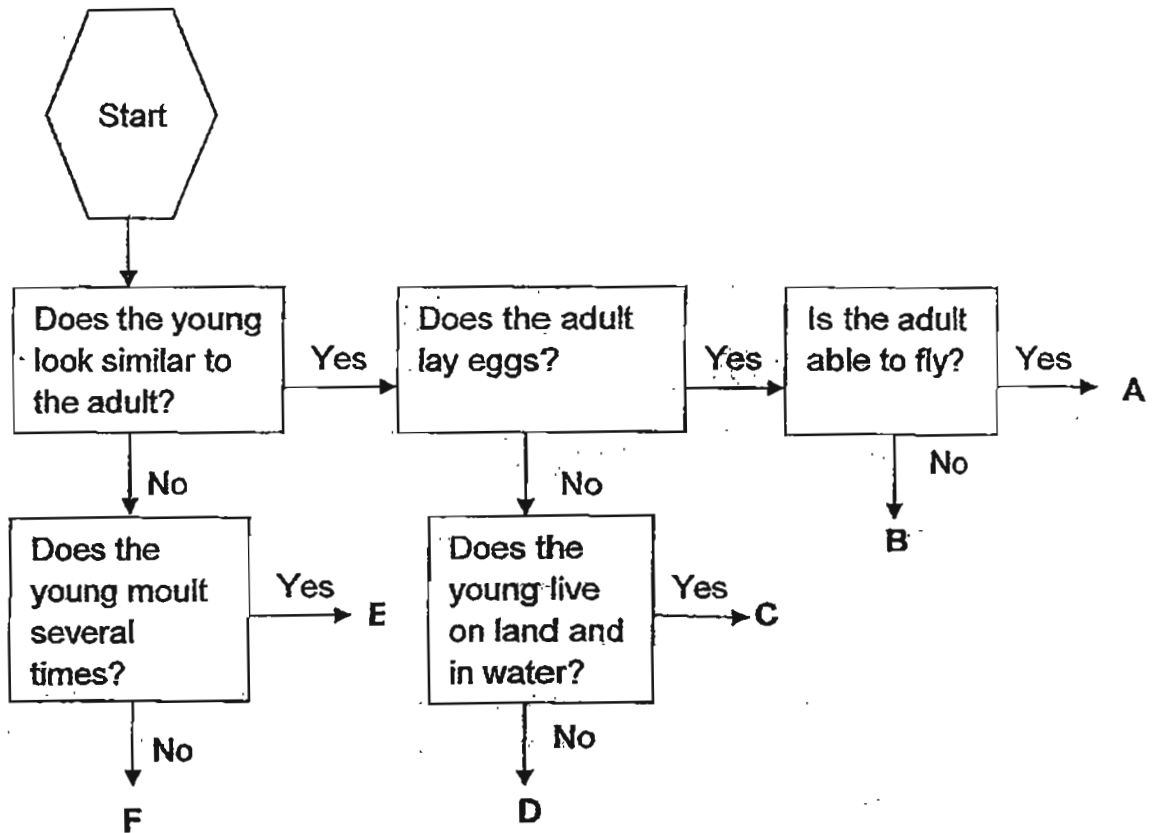 Start
Does the young
look similar to
the adult?
Yes
Does the adult
lay eggs?
Yes
Is the adult
able to fly?
Yes
A
No
No
No
B
Does the
young moult
several
times?
Yes
E
Does the
young live
on land and
in water?
Yes
C
No
F
No
D